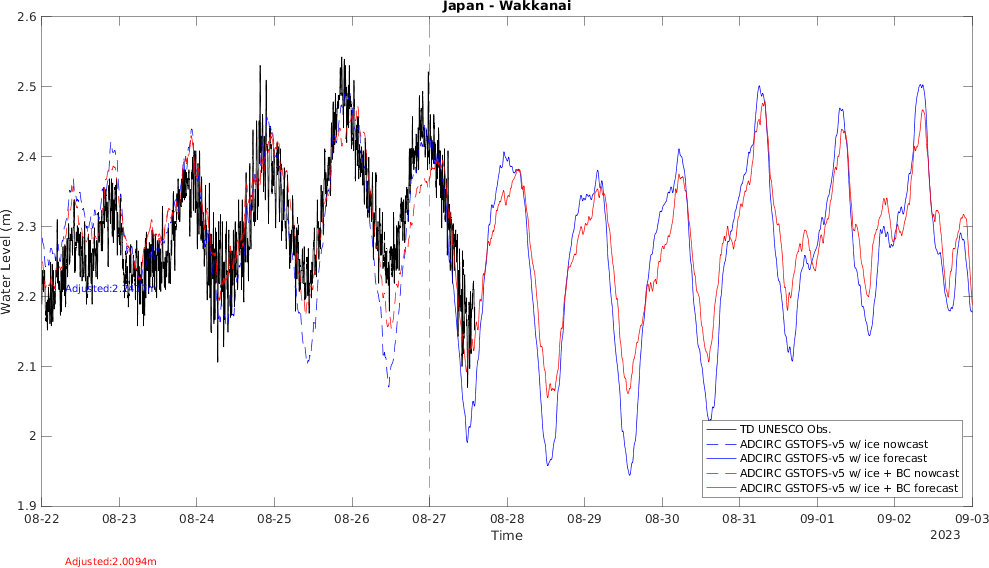 Japan - Wakkanai
2.6
2.5
2.4
2.3
2.2
2.1
2
1.9
Water Level (m)
Adjusted:2.
TD UNESCO Obs.
ADCIRC GSTOFS-v5 w/ ice nowcast
ADCIRC GSTOFS-v5 w/ ice forecast
ADCIRC GSTOFS-v5 w/ ice + BC nowcast
ADCIRC GSTOFS-v5 w/ ice + BC forecast
08-22 08-23 08-24 08-25 08-26 08-27 08-28 08-29 08-30 08-31 09-01 09-02 09-03
Time
2023
Adjusted:2.0094m